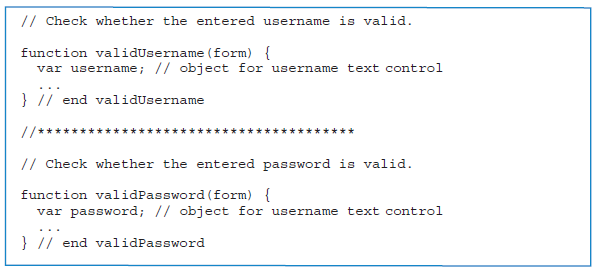 // Check whether the entered username is valid.
function validUsername(form) {
var username; // object for username text control
...
} // end validUsername
//**************************************
// Check whether the entered password is valid.
function validPassword(form) {
var password; // object for username text control
...
} // end validPassword